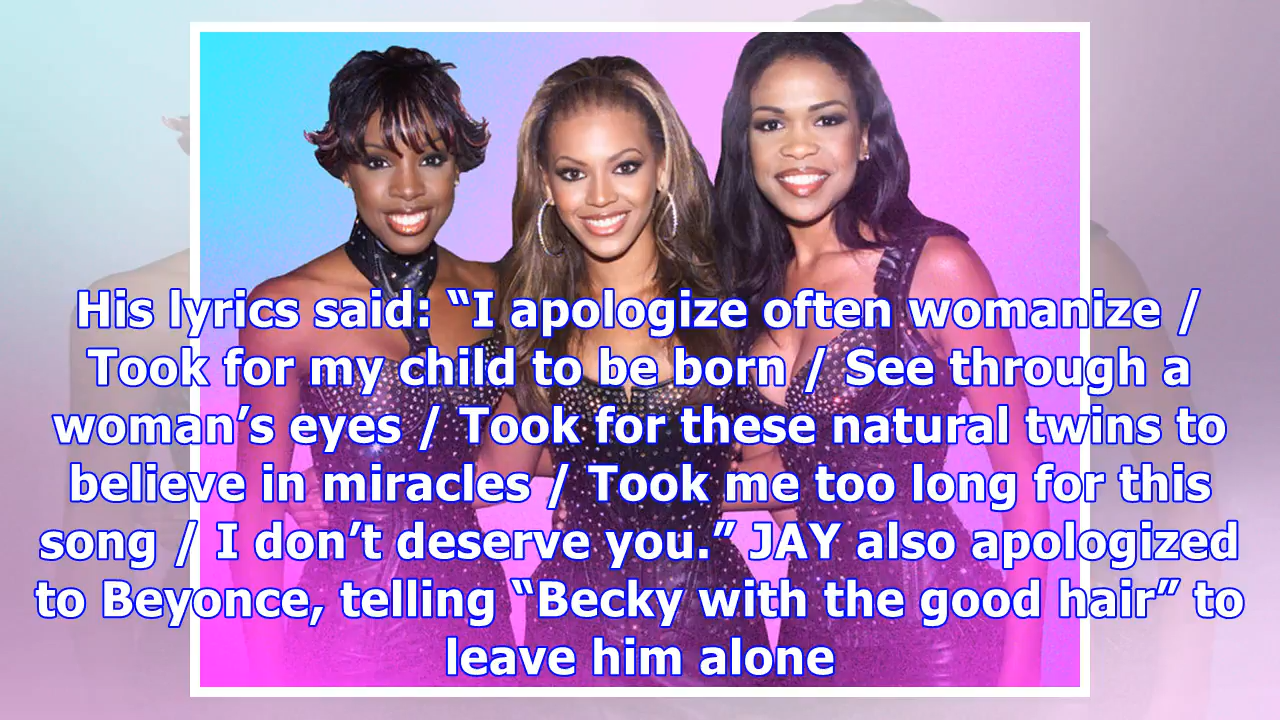 His lyrics said: “I apologize often womanize /
Took for my child to be born / See through a
woman’s eyes / Took for these natural twins to
believe in miracles / Took me too long for this
song / I don’t deserve you.” JAY also apologized
to Beyonce, telling “Becky with the good hair” to
leave him alone